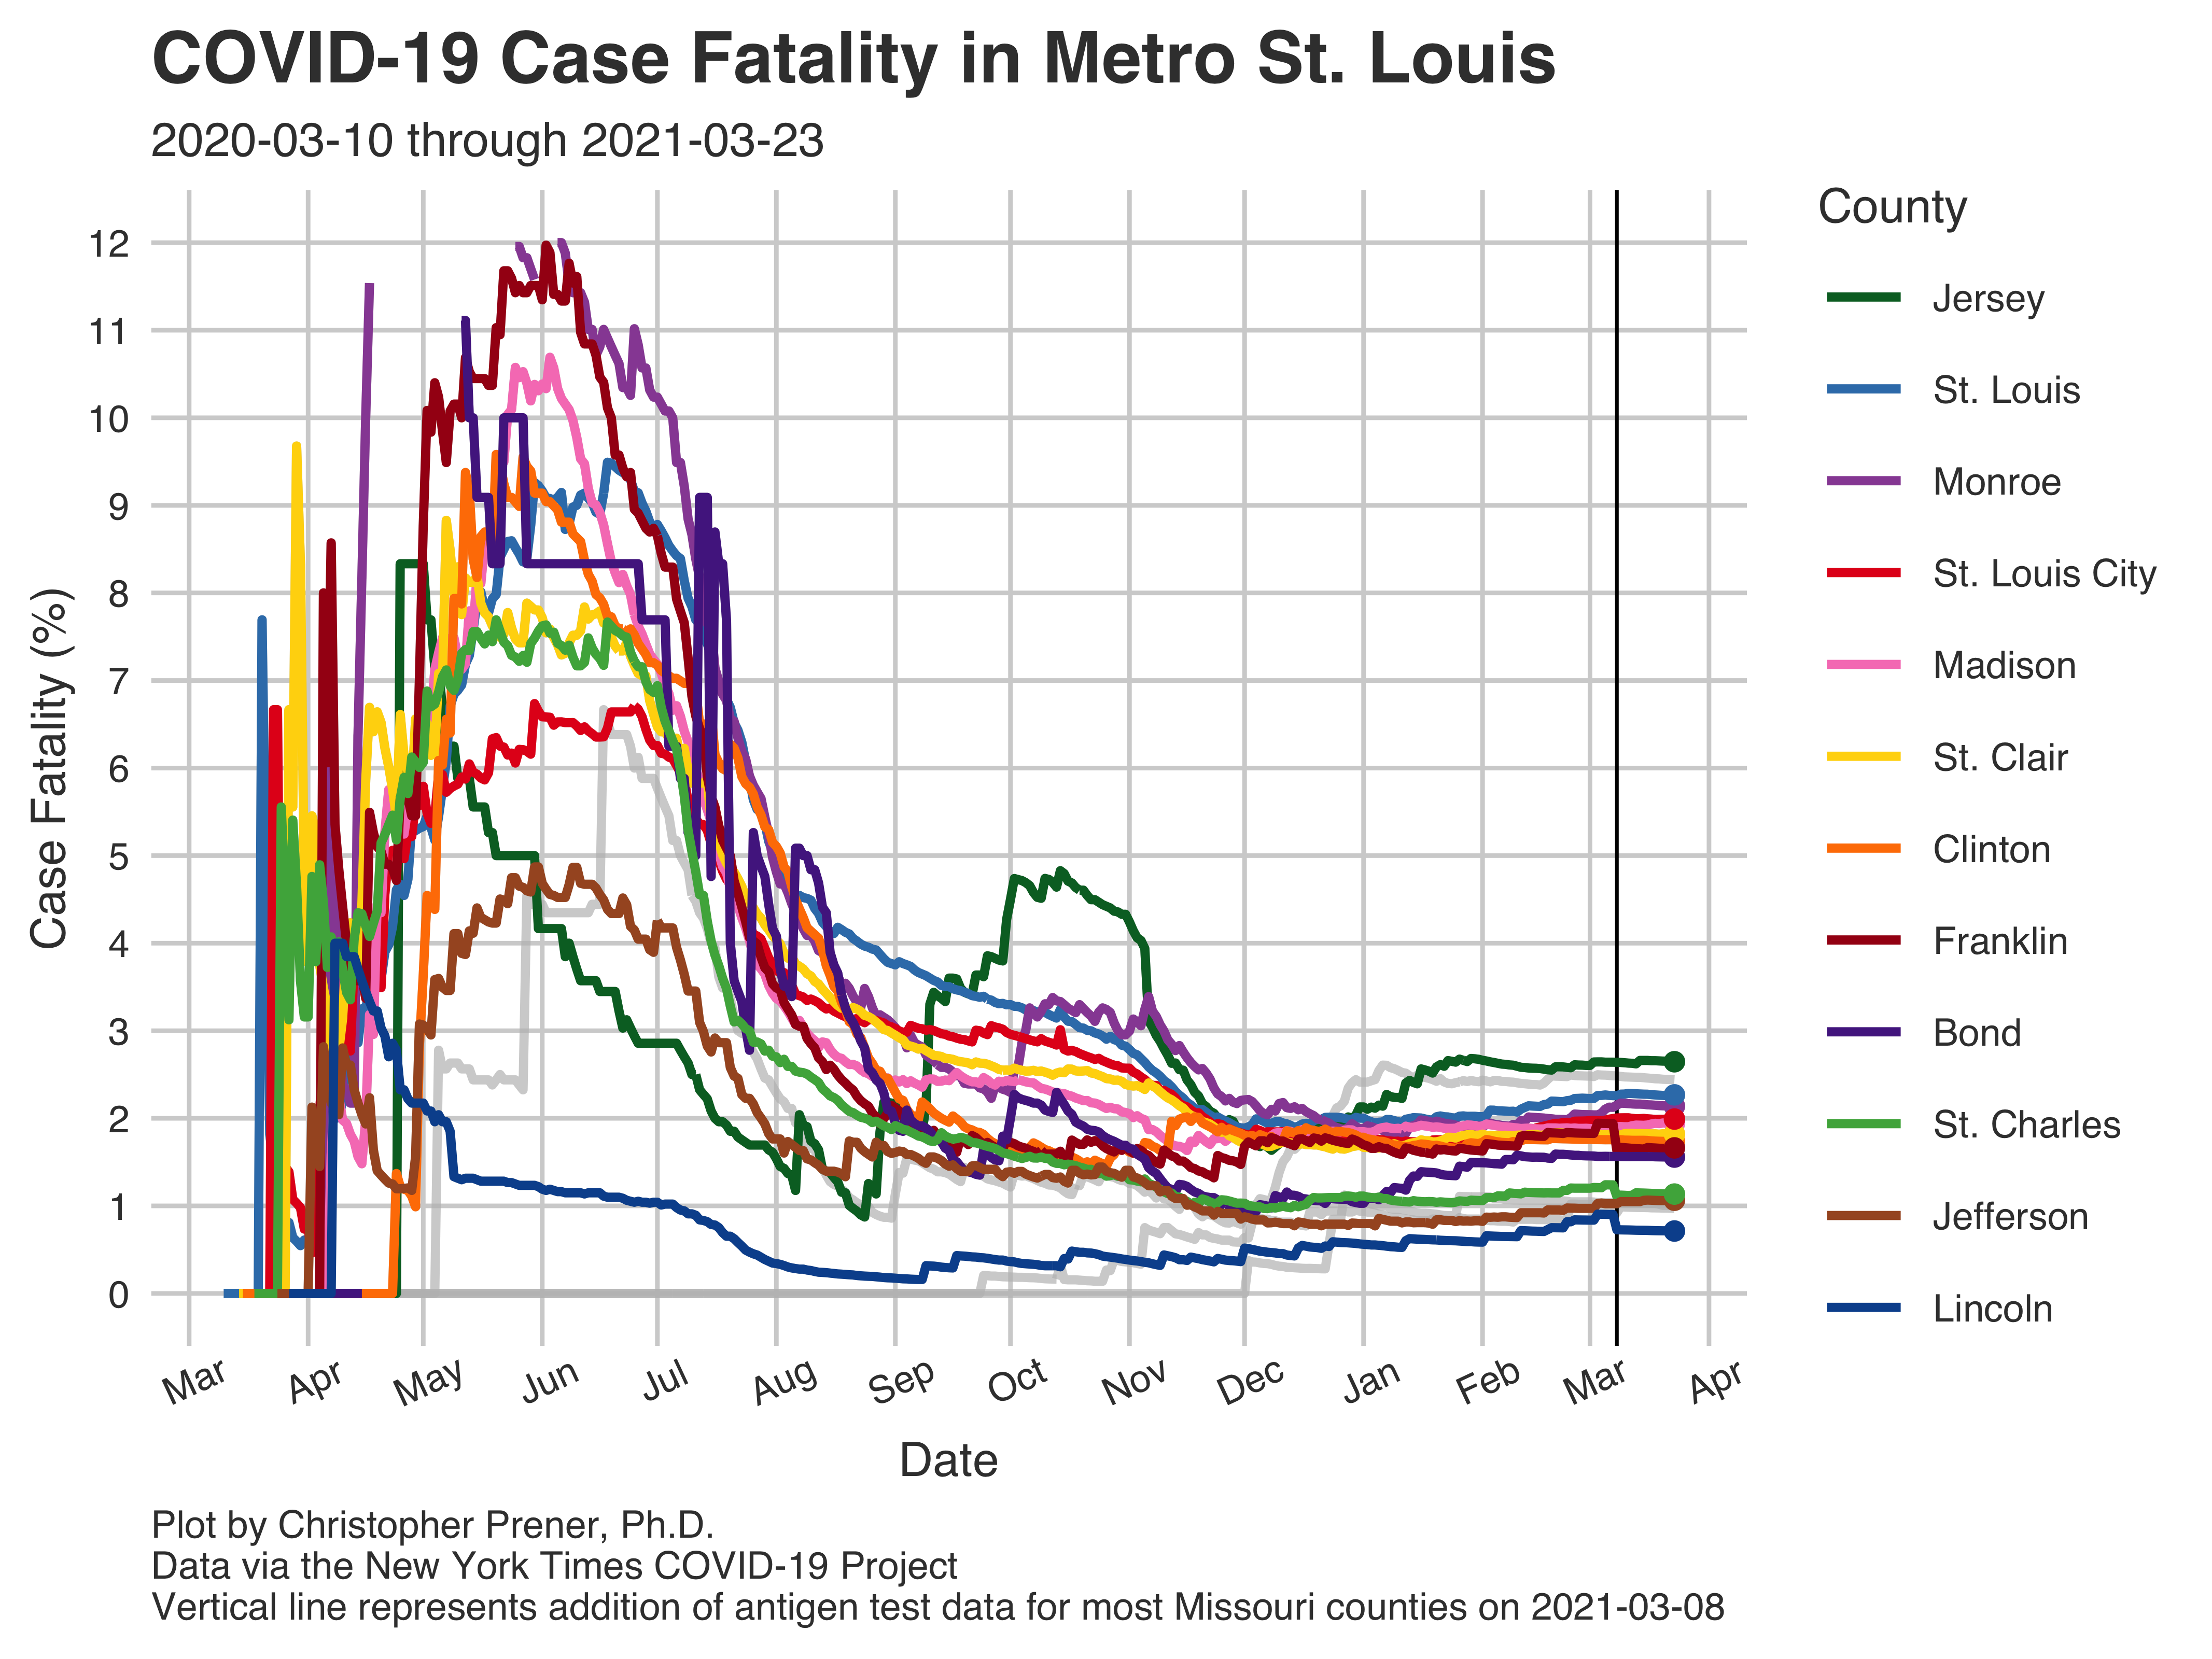 COVID-19 Case Fatality in Metro St. Louis
2020-03-10 through 2021-03-23
County
Jersey
St. Louis
Monroe
St. Louis City
Madison
St. Clair
Clinton
Franklin
Bond
St. Charles
Jefferson
Lincoln
Case Fatality (%)
12
11
10
9
8
7
6
5
4
3
2
1
0
Mar Apr May Jun Jul Aug Sep Oct Nov Dec Jan Feb Mar Apr
Date
Plot by Christopher Prener, Ph.D.
Data via the New York Times COVID-19 Project
Vertical line represents addition of antigen test data for most Missouri counties on 2021-03-08